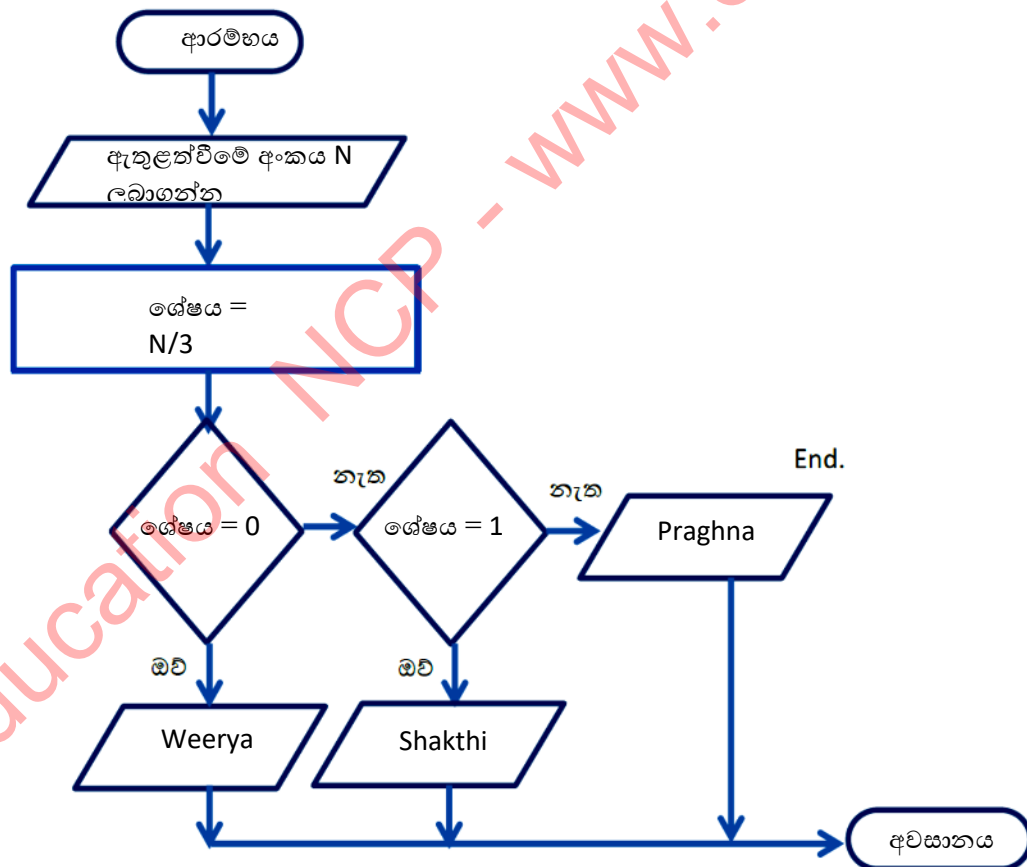 ආරම්භය
ඇතුළත්වීමේ අංකය N
ලබාගන්න
ශේෂය =
N/3
ශේෂය = 0
නැත
ශේෂය = 1
නැත
End.
Praghna
ඔව්
ඔව්
Weerya
Shakthi
අවසානය
ducation NCP - www.